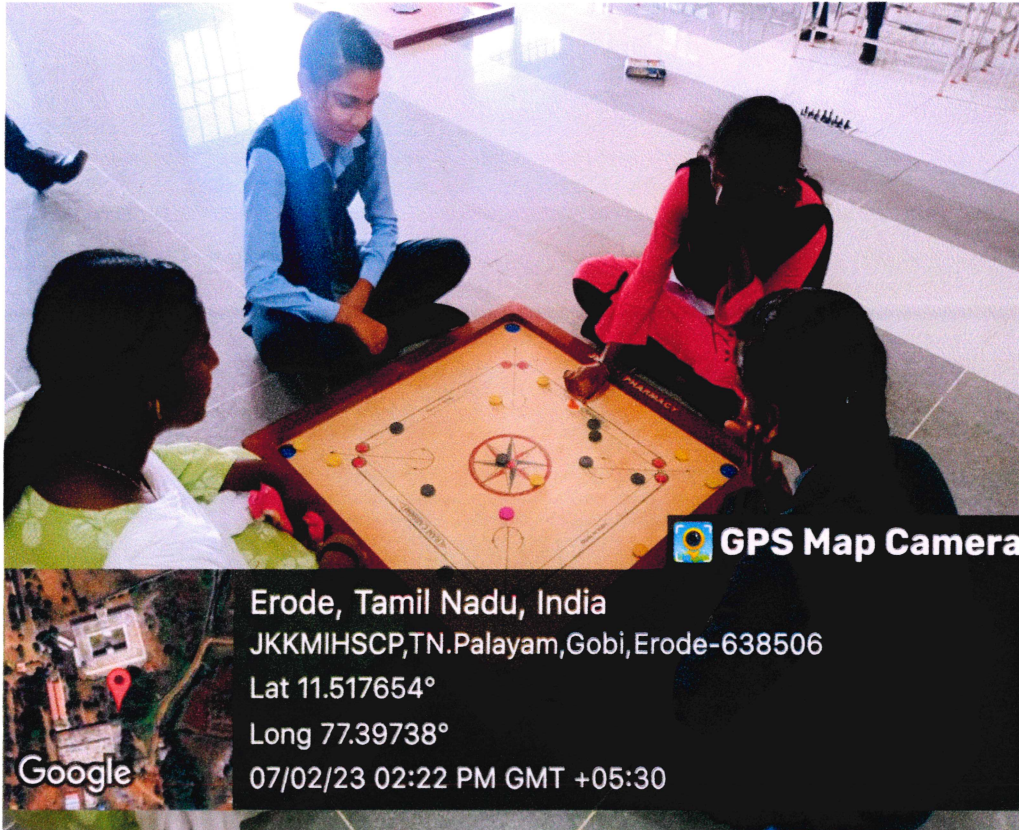 PHARMACY
GPS Map Camera
Erode, Tamil Nadu, India
JKKMIHSCP,TN.Palayam,Gobi,Erode-638506
Lat 11.517654°
Long 77.39738°
07/02/23 02:22 PM GMT +05:30
Google